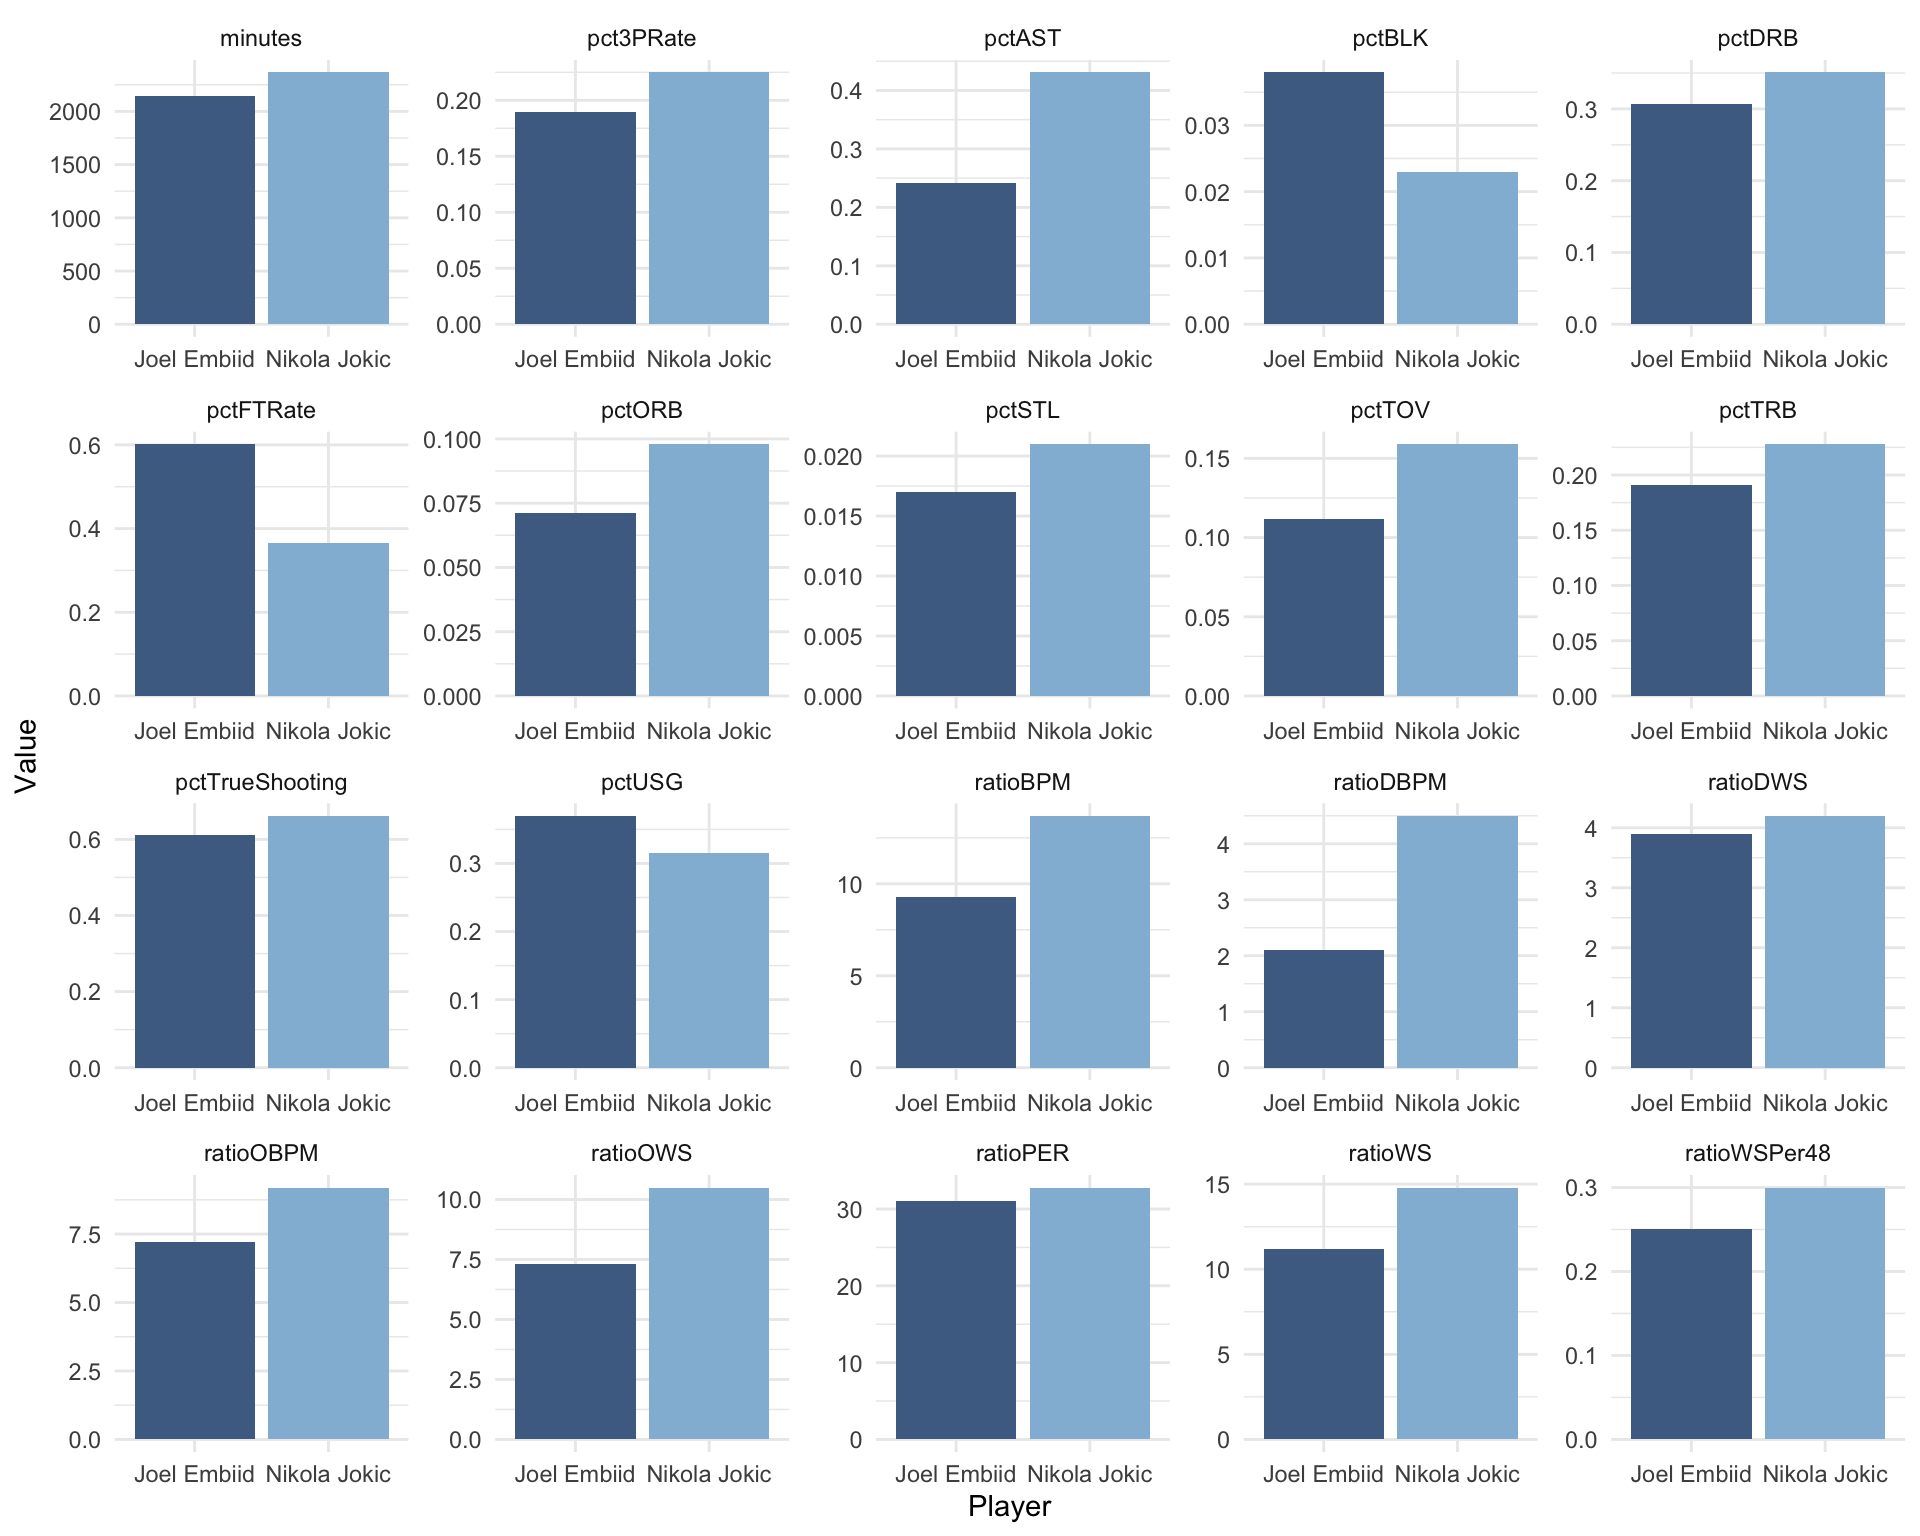 minutes
2000
1500
1000
500
0
Joel Embiid Nikola Jokic
pct3PRate
0.20
0.15
0.10
0.05
0.00
Joel Embiid Nikola Jokic
pctAST
0.4
0.3
0.2
0.1
0.0
Joel Embiid Nikola Jokic
pctBLK
0.03
0.02
0.01
0.00
Joel Embiid Nikola Jokic
pctDRB
0.3
0.2
0.1
0.0
Joel Embiid Nikola Jokic
pctFTRate
0.6
0.4
0.2
0.0
Joel Embiid Nikola Jokic
pctORB
0.100
0.075
0.050
0.025
0.000
Joel Embiid Nikola Jokic
pctSTL
0.020
0.015
0.010
0.005
0.000
Joel Embiid Nikola Jokic
pctTOV
0.15
0.10
0.05
0.00
Joel Embiid Nikola Jokic
pctTRB
0.20
0.15
0.10
0.05
0.00
Joel Embiid Nikola Jokic
Value
pctTrueShooting
0.6
0.4
0.2
0.0
Joel Embiid Nikola Jokic
pctUSG
0.3
0.2
0.1
0.0
Joel Embiid Nikola Jokic
ratioBPM
10
5
0
Joel Embiid Nikola Jokic
ratioDBPM
4
3
2
1
0
Joel Embiid Nikola Jokic
ratioDWS
4
3
2
1
0
Joel Embiid Nikola Jokic
ratioOBPM
7.5
5.0
2.5
0.0
Joel Embiid Nikola Jokic
ratioOWS
10.0
7.5
5.0
2.5
0.0
Joel Embiid Nikola Jokic
ratioPER
30
20
10
0
Joel Embiid Nikola Jokic
ratioWS
15
10
5
0
Joel Embiid Nikola Jokic
ratioWSPer48
0.3
0.2
0.1
0.0
Joel Embiid Nikola Jokic
Player